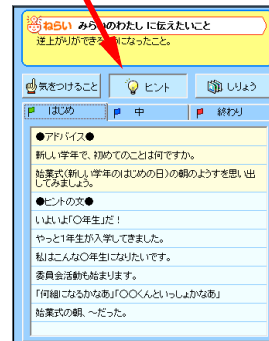 ねらい みらいのわたしに伝えたいこと
逆上がりができるようになったこと。
気をつけること
ヒント
しりょう
はじめ
中
終わり
●アドバイス●
新しい学年で、初めてのことは何ですか。
始業式(新しい学年のはじめの日)の朝のようすを思い出
してみましょう。
●ヒントの文●
いよいよ「○年生」だ!
やっと1年生が入学してきました。
私はこんな○年生になりたいです。
委員会活動も始まります。
「何組になるかなあ」「○○くんといっしょかなあ」
始業式の朝、~だった。